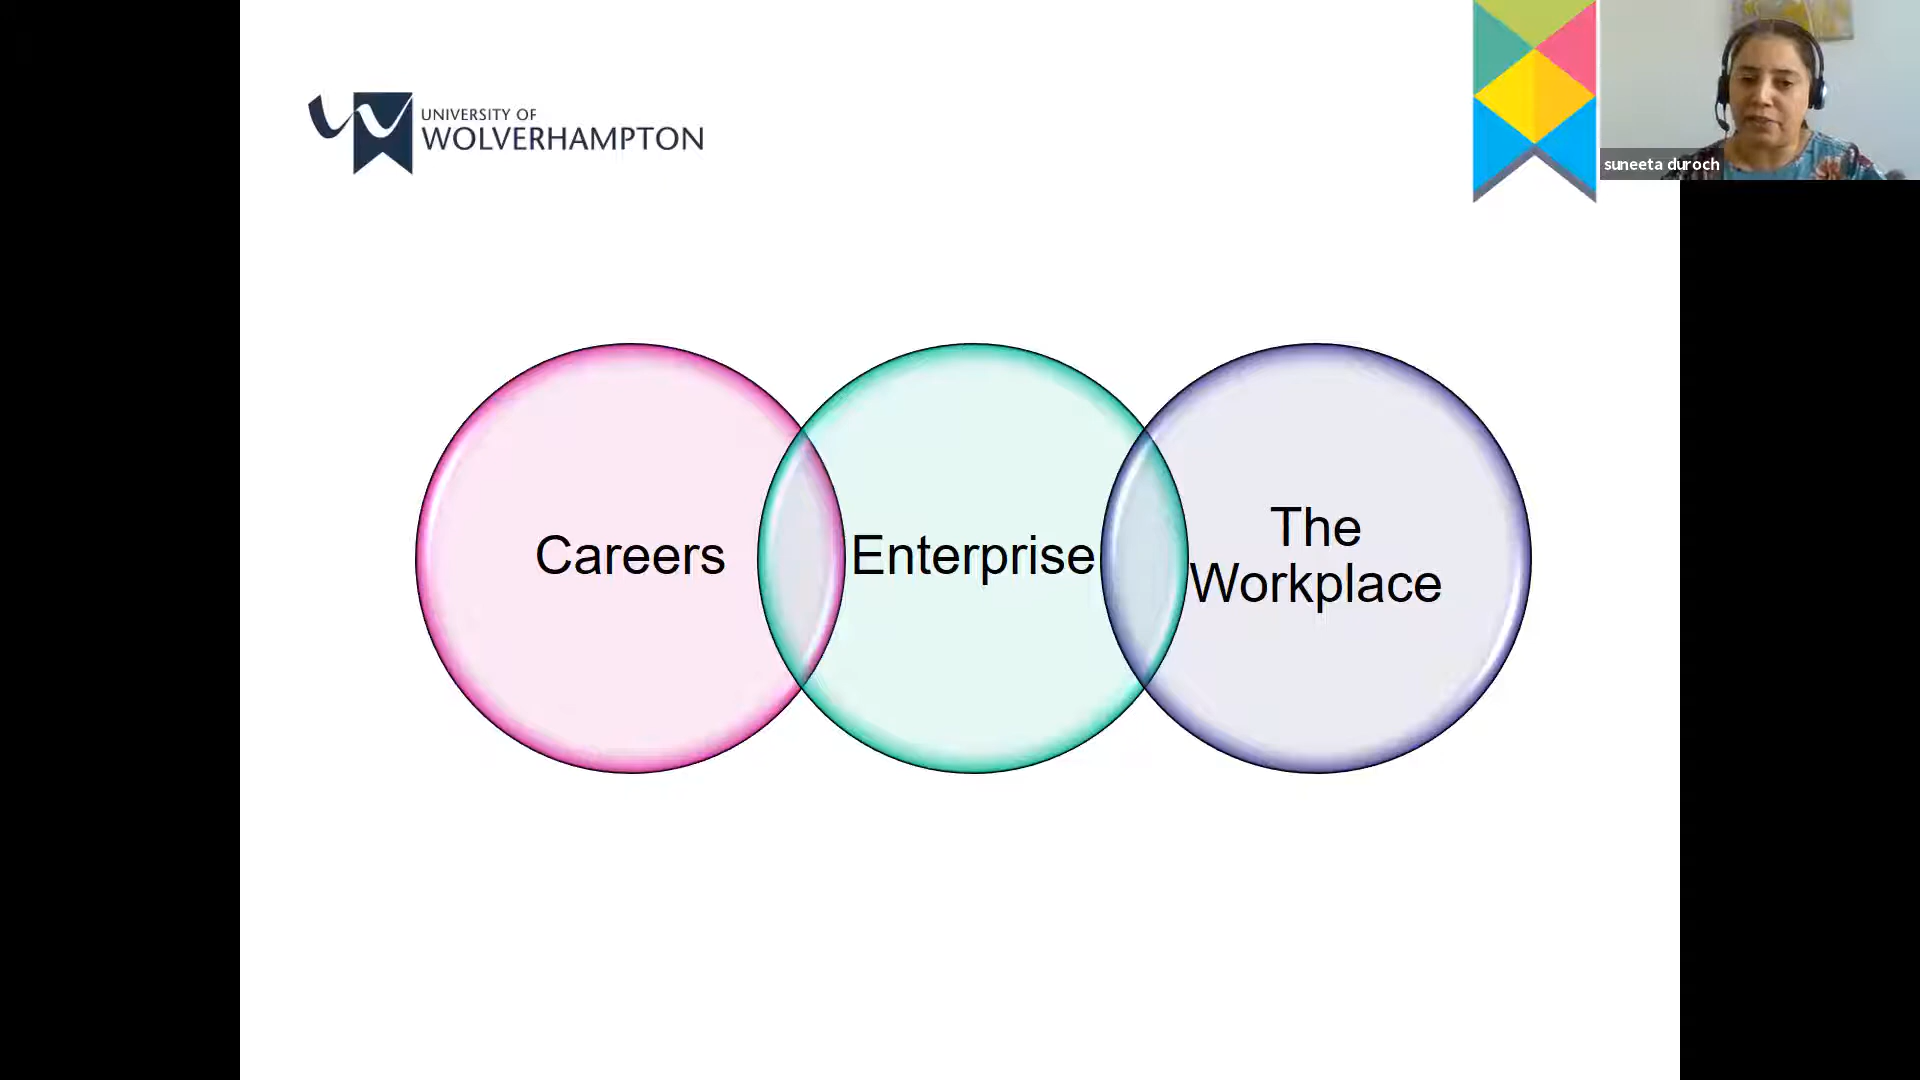 UNIVERSITY OF
WOLVERHAMPTON
suneeta duroch
Careers
Enterprise
The
Workplace